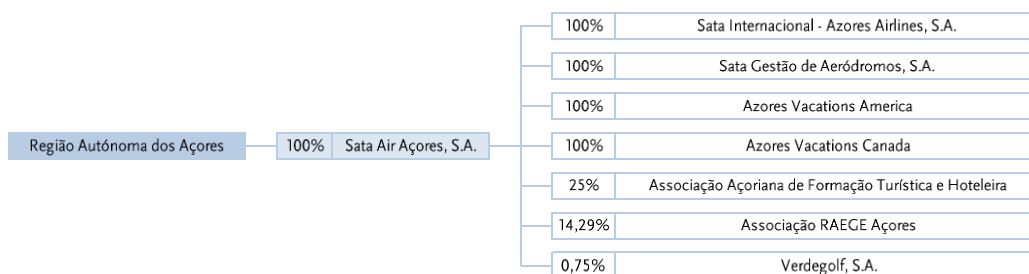 100% Sata Internacional - Azores Airlines, S.A.
100% Sata Gestão de Aeródromos, S.A.
100% Azores Vacations America
Região Autónoma dos Açores 100% Sata Air Açores, S.A. 100% Azores Vacations Canada
25% Associação Açoriana de Formação Turística e Hoteleira
14,29% Associação RAEGE Açores
0,75% Verdegolf, S.A.